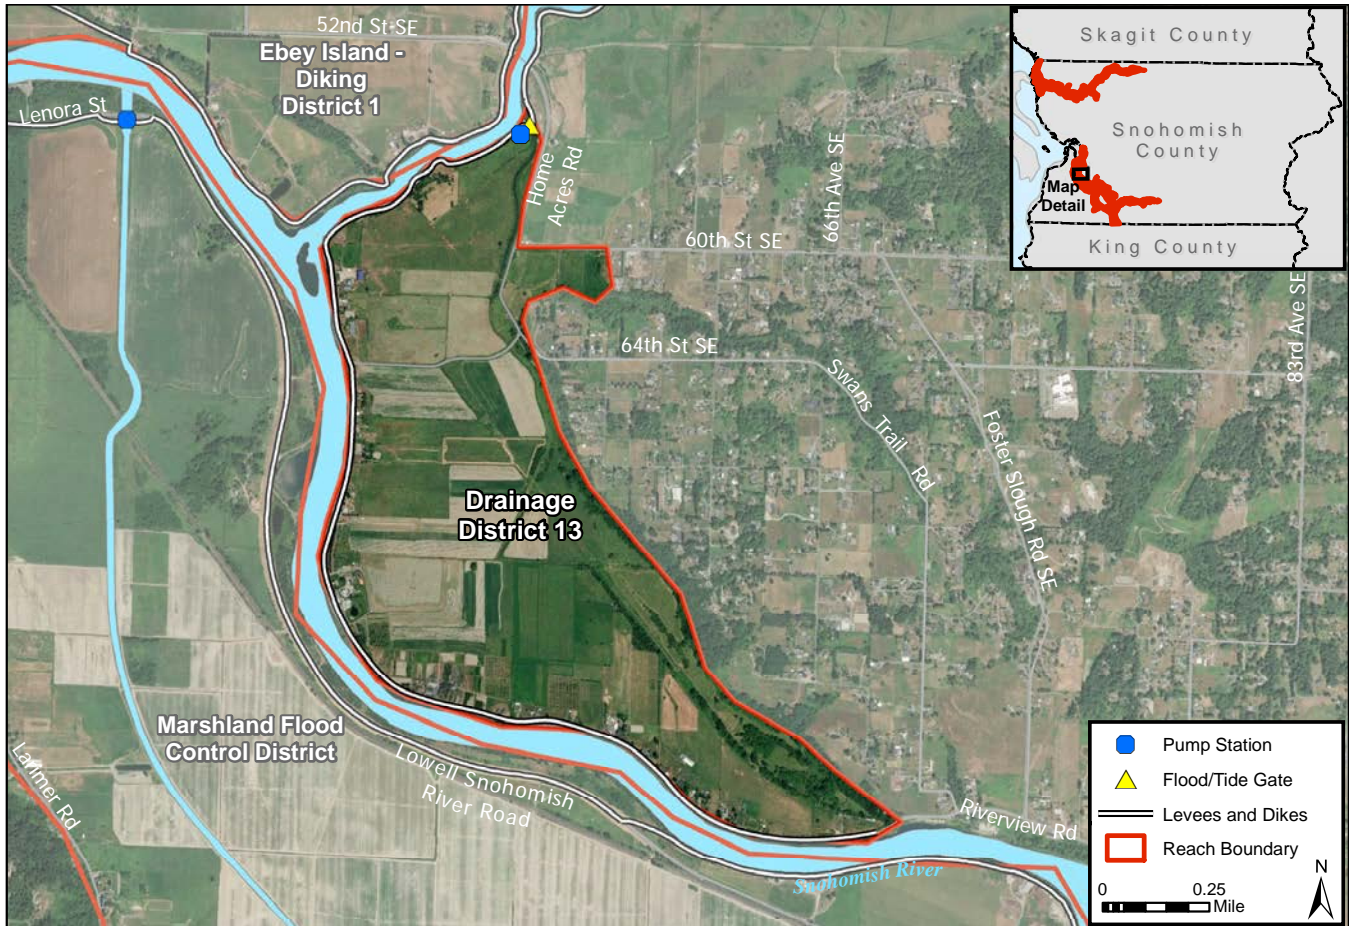 52nd St SE
Ebey Island -
Diking
District 1
Lenora St
Home
Acres Rd
66th Ave SE
60th St SE
83rd Ave SE
64th St SE
Swans Trail Rd
Foster Slough Rd SE
Drainage
District 13
Marshland Flood
Control District
Lowell Snohomish
River Road
Larimer Rd
Riverview Rd
Snohomish River
Skagit County
Snohomish
County
Map
Detail
King County
Pump Station
Flood/Tide Gate
Levees and Dikes
Reach Boundary
N
0 0.25
Mile